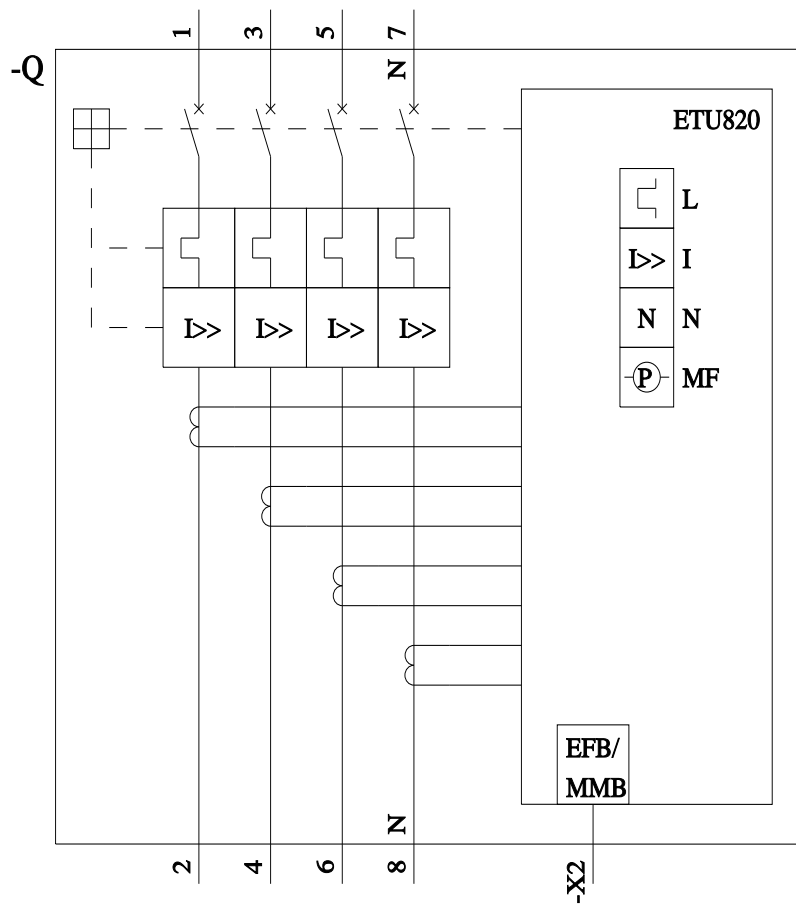 1 3 5 7
-Q N
ETU820
L
I>> I
I>> I>> I>> I>> N N
P MF
EFB/
MMB
N
2 4 6 8 -X2